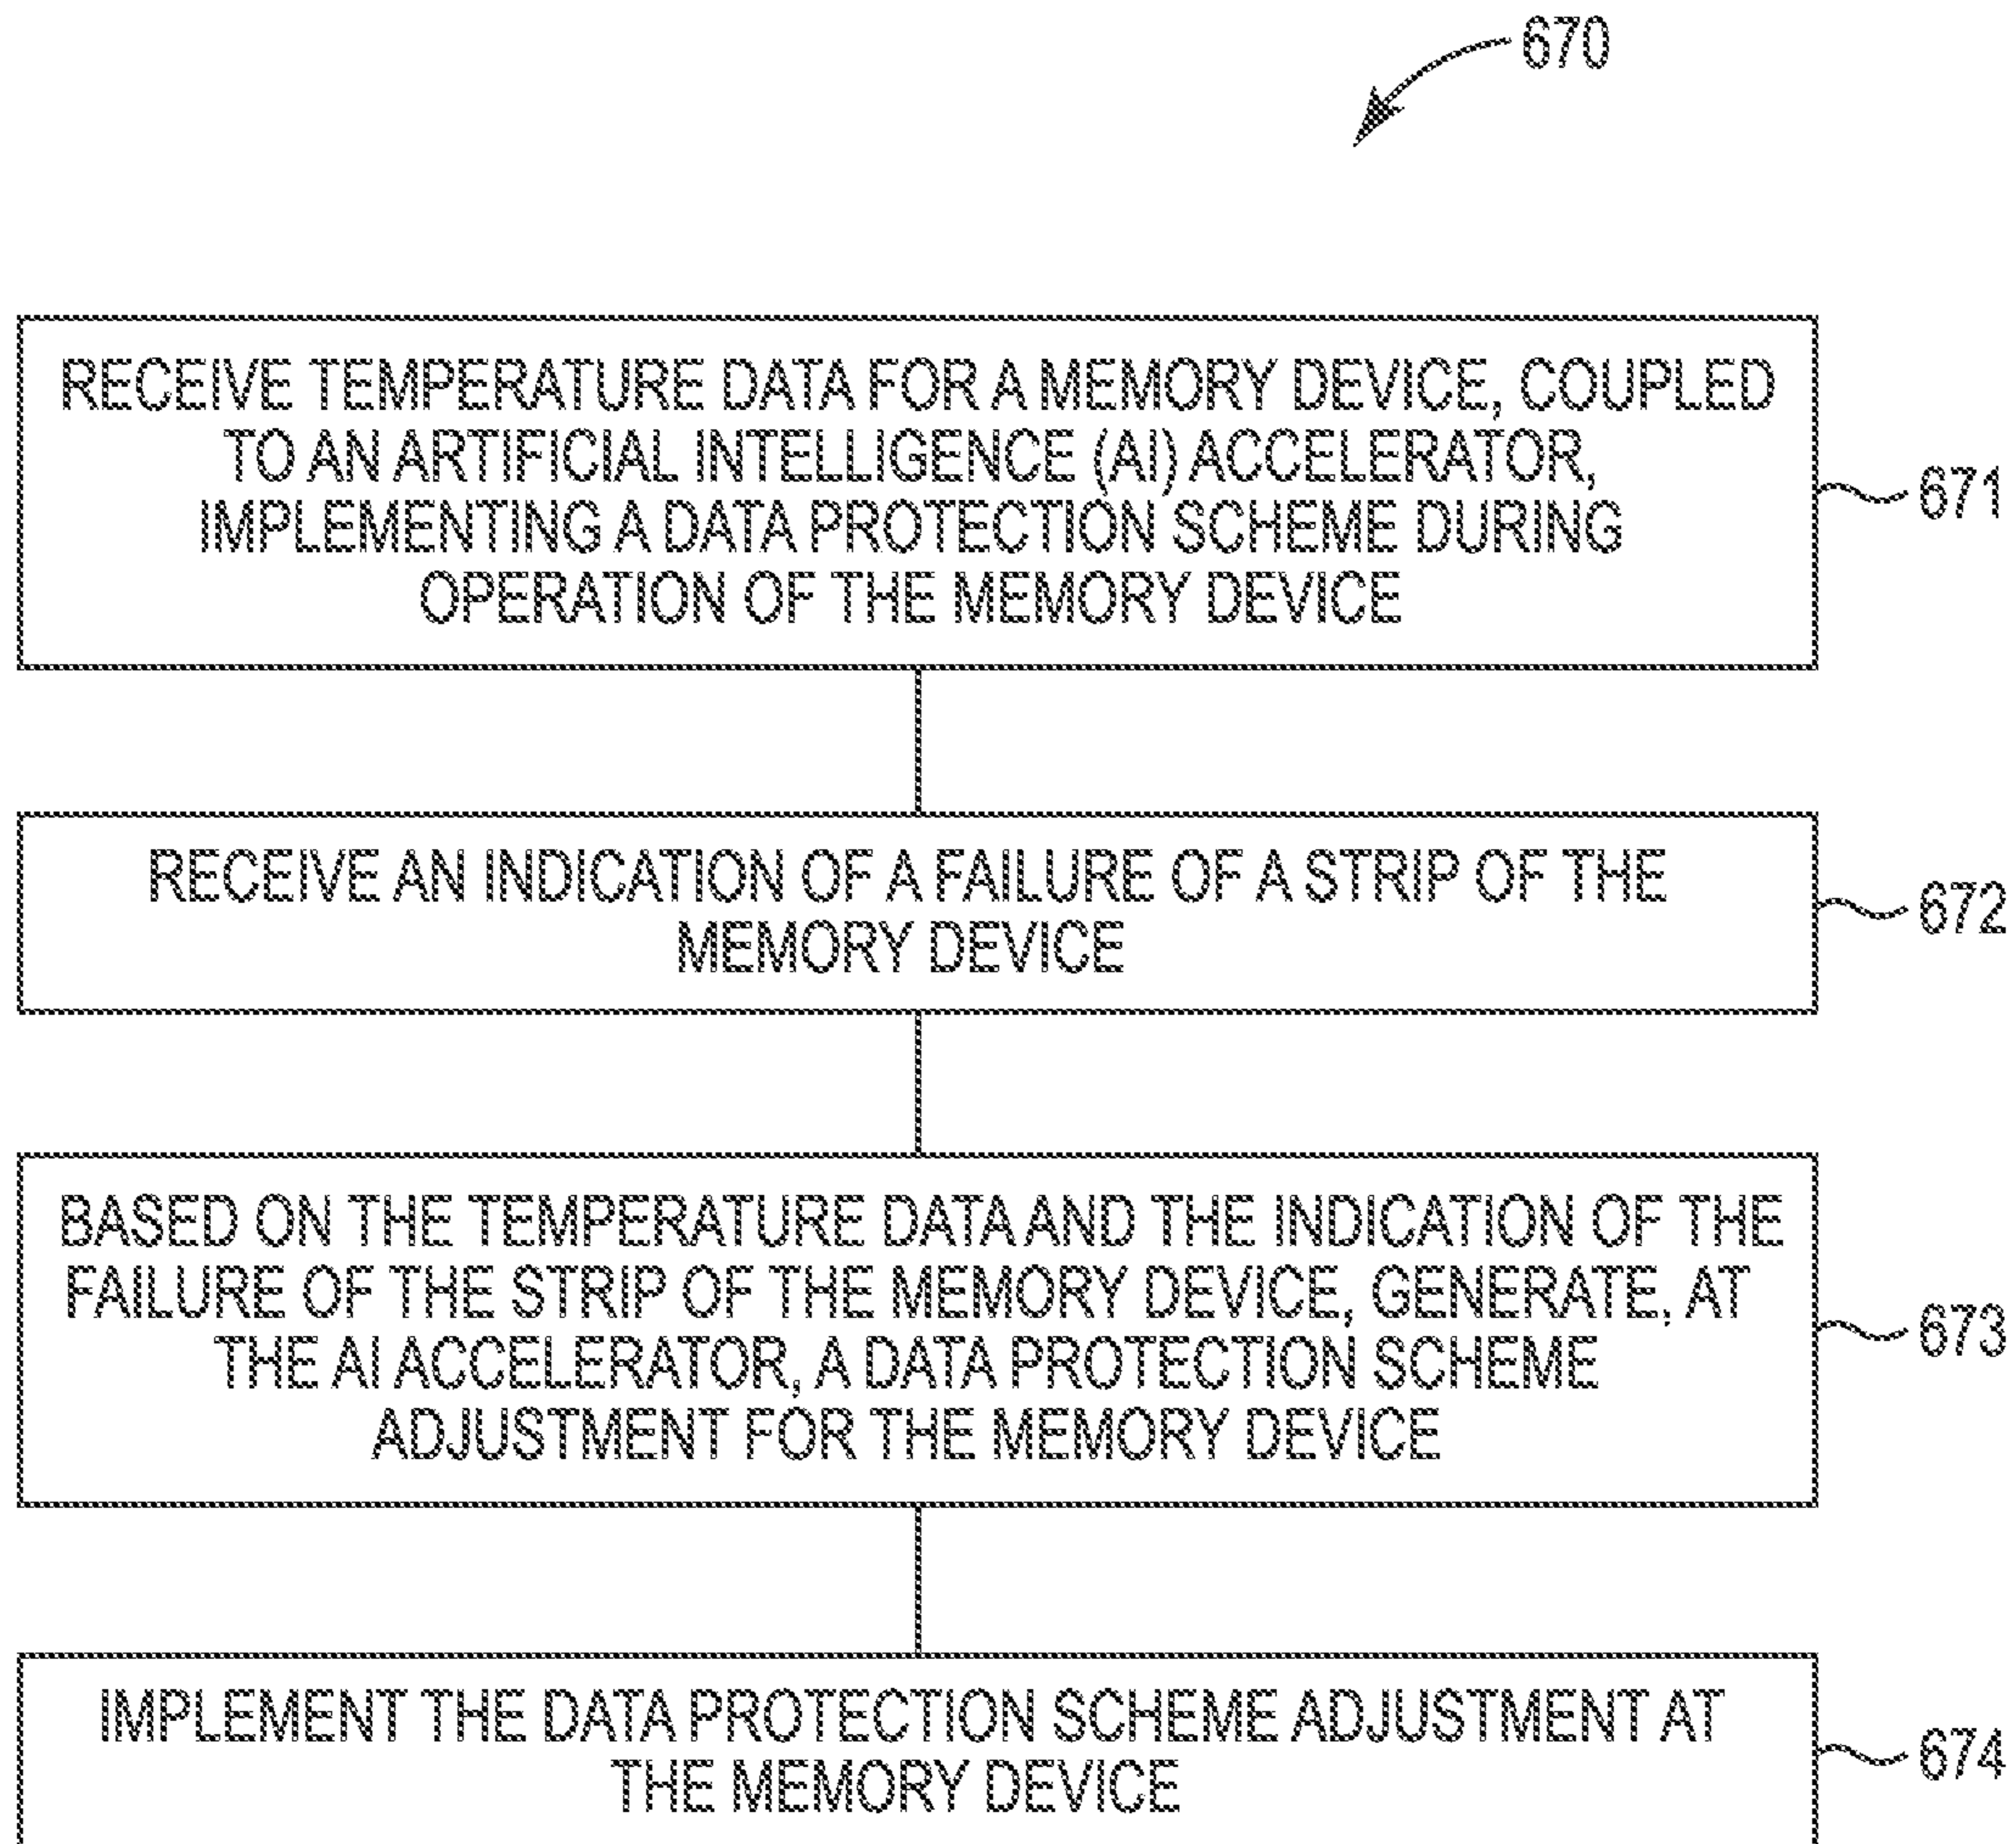 670
RECEIVE TEMPERATURE DATA FOR A MEMORY DEVICE, COUPLED
TO AN ARTIFICIAL INTELLIGENCE (AI) ACCELERATOR,
IMPLEMENTING A DATA PROTECTION SCHEME DURING
OPERATION OF THE MEMORY DEVICE
671
RECEIVE AN INDICATION OF A FAILURE OF A STRIP OF THE
MEMORY DEVICE
672
BASED ON THE TEMPERATURE DATA AND THE INDICATION OF THE
FAILURE OF THE STRIP OF THE MEMORY DEVICE, GENERATE, AT
THE AI ACCELERATOR, A DATA PROTECTION SCHEME
ADJUSTMENT FOR THE MEMORY DEVICE
673
IMPLEMENT THE DATA PROTECTION SCHEME ADJUSTMENT AT
THE MEMORY DEVICE
674